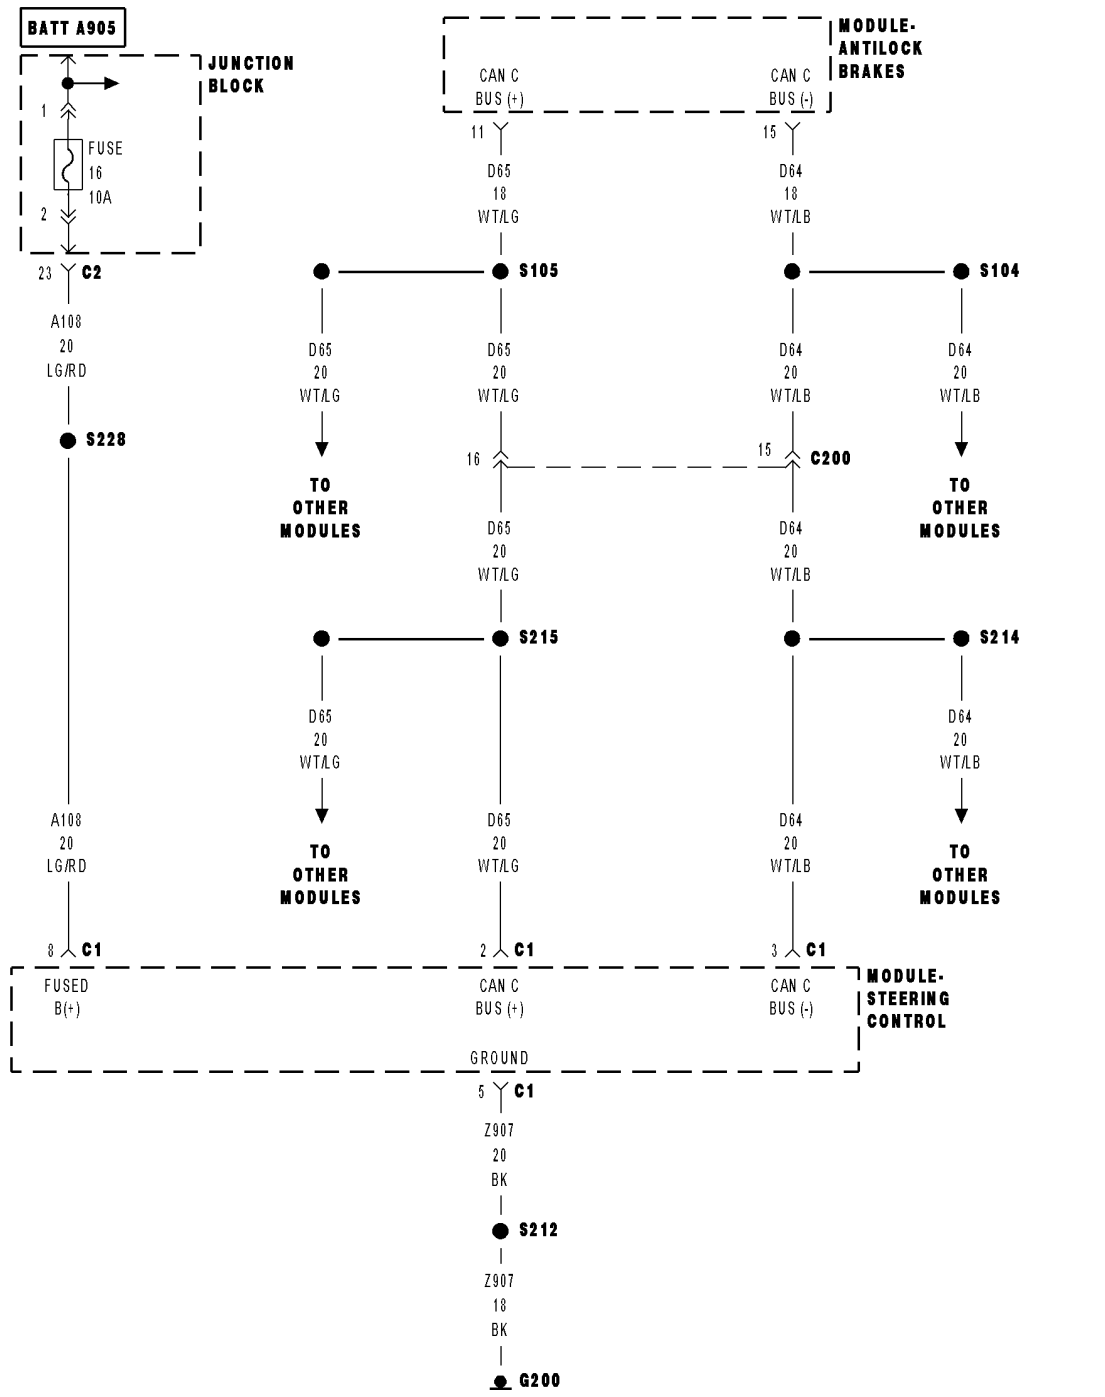 BATT A905
JUNCTION
BLOCK
1
FUSE
16
10A
2
23
C2
A108
20
LG/RD
S228
A108
20
LG/RD
8
C1
MODULE-
ANTILOCK
BRAKES
CAN C
BUS (+)
CAN C
BUS (-)
11
15
D65
18
WT/LG
D64
18
WT/LB
S105
S104
D65
20
WT/LG
D65
20
WT/LG
D64
20
WT/LB
D64
20
WT/LB
16
15
C200
TO
OTHER
MODULES
TO
OTHER
MODULES
D65
20
WT/LG
D64
20
WT/LB
S215
S214
D65
20
WT/LG
D64
20
WT/LB
D65
20
WT/LG
D64
20
WT/LB
TO
OTHER
MODULES
TO
OTHER
MODULES
2
C1
3
C1
MODULE-
STEERING
CONTROL
FUSED
B(+)
CAN C
BUS (+)
CAN C
BUS (-)
GROUND
5
C1
Z907
20
BK
S212
Z907
18
BK
G200